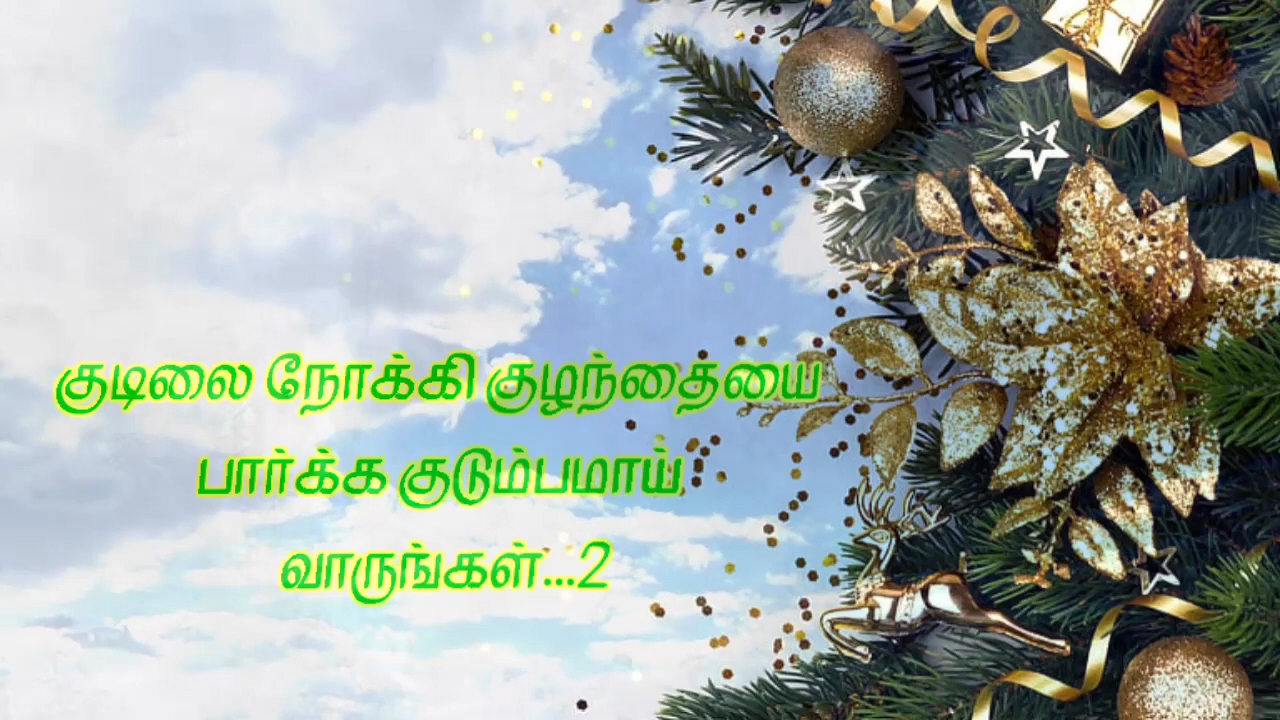 குடிலை நோக்கி குழந்தையை
பார்க்க குடும்பமாய்
வாருங்கள்...2